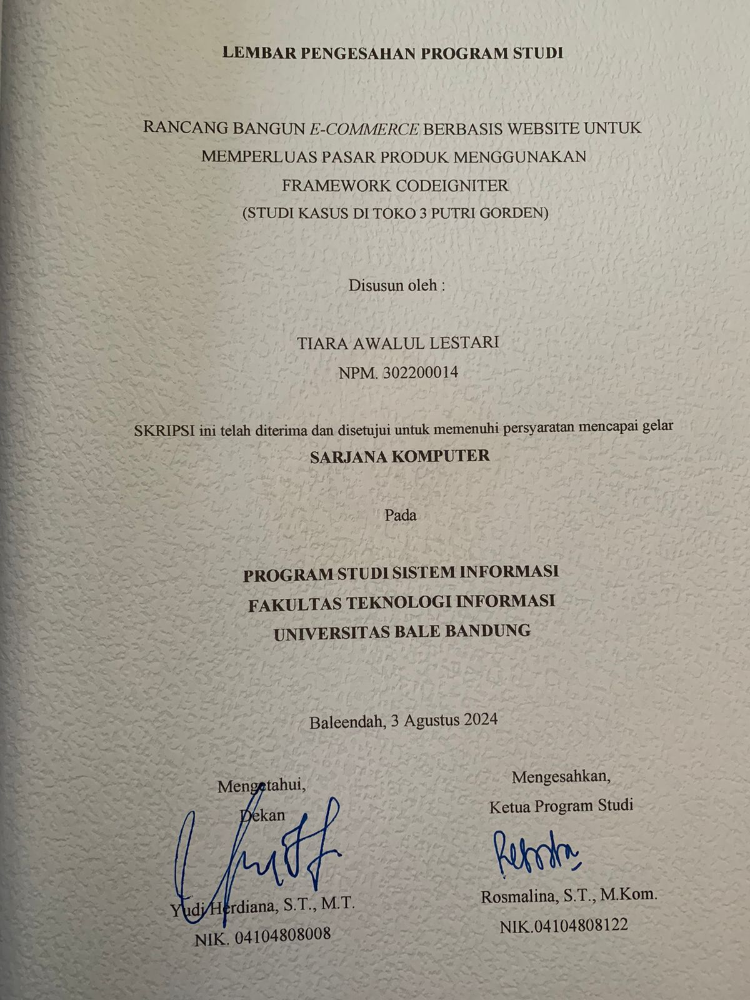 LEMBAR PENGESAHAN PROGRAM STUDI
RANCANG BANGUN E-COMMERCE BERBASIS WEBSITE UNTUK
MEMPERLUAS PASAR PRODUK MENGGUNAKAN
FRAMEWORK CODEIGNITER
(STUDI KASUS DI TOKO 3 PUTRI GORDEN)
Disusun oleh :
TIARA AWALUL LESTARI
NPM. 302200014
SKRIPSI ini telah diterima dan disetujui untuk memenuhi persyaratan mencapai gelar
SARJANA KOMPUTER
Pada
PROGRAM STUDI SISTEM INFORMASI
FAKULTAS TEKNOLOGI INFORMASI
UNIVERSITAS BALE BANDUNG
Baleendah, 3 Agustus 2024
Mengetahui,
Dekan
Yudi Herdiana, S.T., M.T.
NIK. 04104808008
Mengesahkan,
Ketua Program Studi
Rosmalina, S.T., M.Kom.
NIK.04104808122